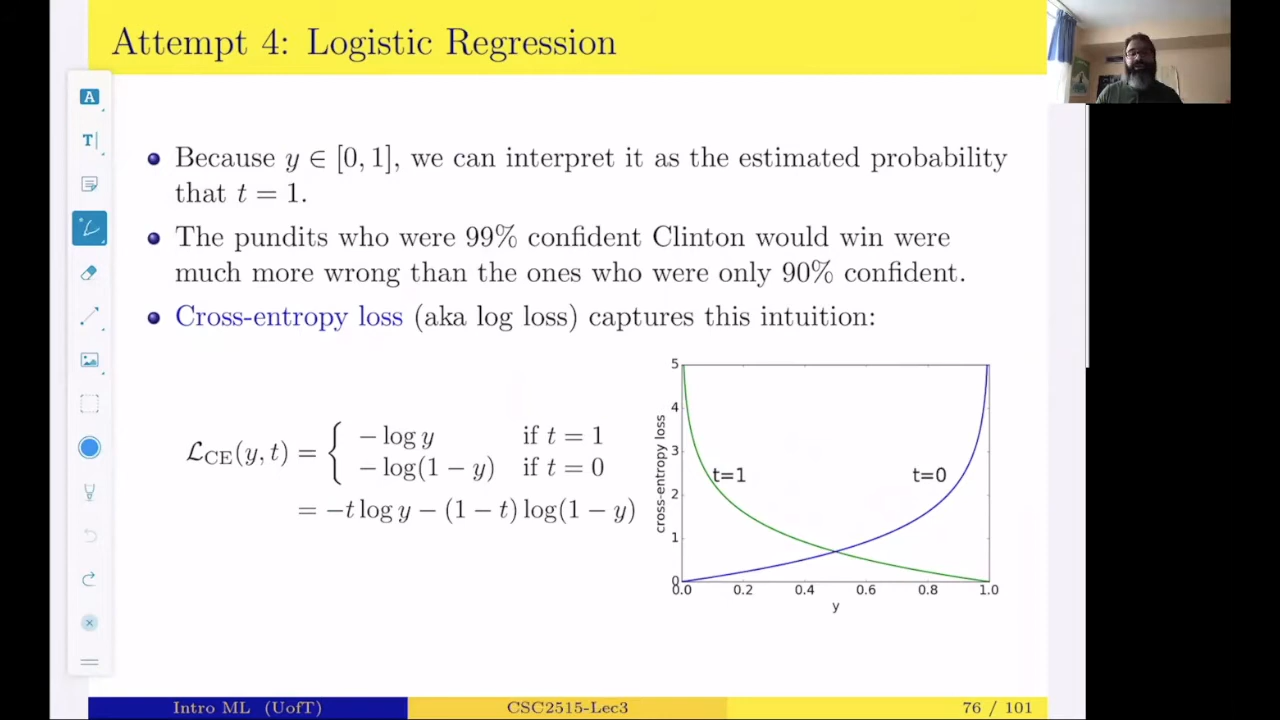 Attempt 4: Logistic Regression
A
T
Because y ∈ [0, 1], we can interpret it as the estimated probability
that t = 1.
The pundits who were 99% confident Clinton would win were
much more wrong than the ones who were only 90% confident.
Cross-entropy loss (aka log loss) captures this intuition:
ℒCE(y, t) = { − log y if t = 1
− log(1 − y) if t = 0
= −t log y − (1 − t) log(1 − y)
cross-entropy loss
5
4
3
2
1
0
t=1
t=0
0.0 0.2 0.4 0.6 0.8 1.0
y
Intro ML (UofT) CSC2515-Lec3 76 / 101